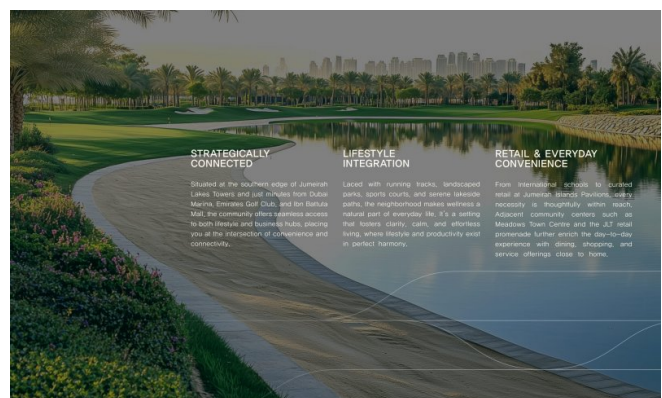 STRATEGICALLY
CONNECTED
Situated at the southern edge of Jumeirah
Lakes Towers and just minutes from Dubai
Marina, Emirates Golf Club, and Ibn Battuta
Mall, the community offers seamless access
to both lifestyle and business hubs, placing
you at the intersection of convenience and
connectivity.
LIFESTYLE
INTEGRATION
Laced with running tracks, landscaped
parks, sports courts, and serene lakeside
paths, the neighborhood makes wellness a
natural part of everyday life. It's a setting
that fosters clarity, calm, and effortless
living, where lifestyle and productivity exist
in perfect harmony.
RETAIL & EVERYDAY
CONVENIENCE
From international schools to curated
retail at Jumeirah Islands Pavilions, every
necessity is thoughtfully within reach.
Adjacent community centers such as
Meadows Town Centre and the JLT retail
promenade further enrich the day-to-day
experience with dining, shopping, and
service offerings close to home.